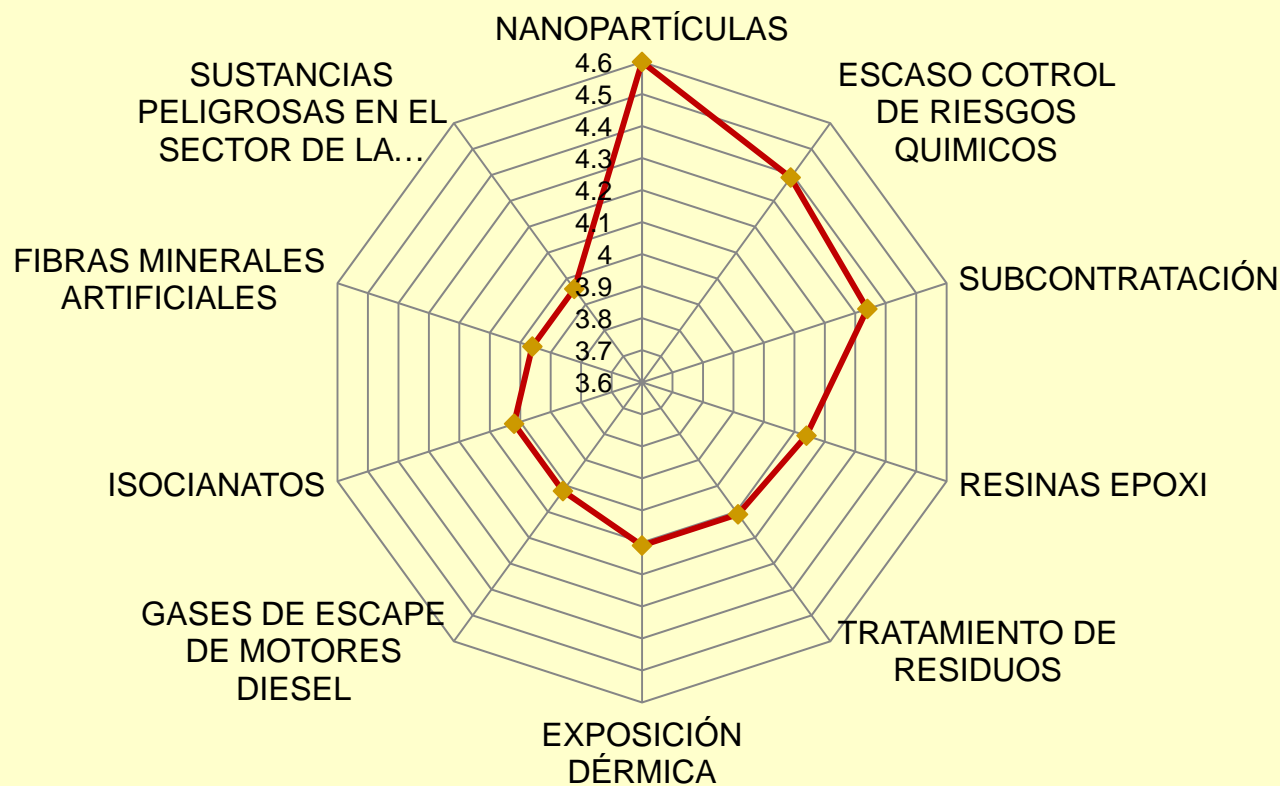 NANOPARTÍCULAS
ESCASO COTROL
DE RIESGOS
QUIMICOS
SUBCONTRATACIÓN
RESINAS EPOXI
TRATAMIENTO DE
RESIDUOS
EXPOSICIÓN
DÉRMICA
GASES DE ESCAPE
DE MOTORES
DIESEL
ISOCIANATOS
FIBRAS MINERALES
ARTIFICIALES
SUSTANCIAS
PELIGROSAS EN EL
SECTOR DE LA…
4.6
4.5
4.4
4.3
4.2
4.1
4
3.9
3.8
3.7
3.6